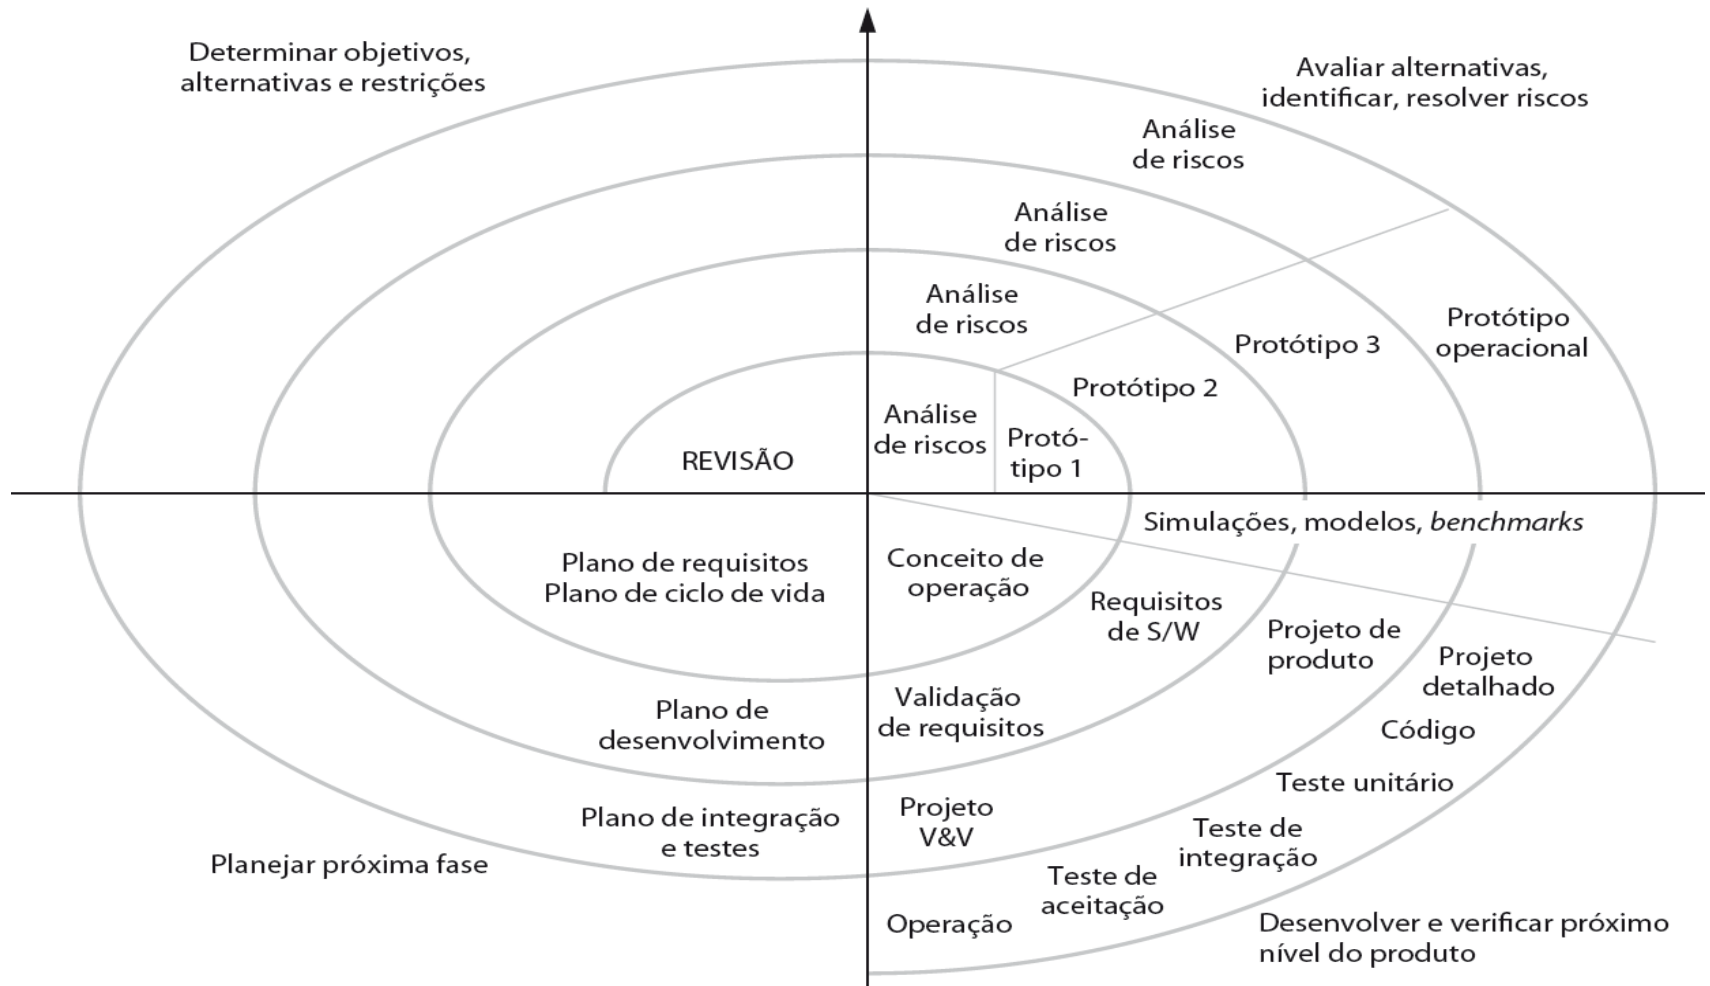 Determinar objetivos,
alternativas e restrições
Avaliar alternativas,
identificar, resolver riscos
Análise
de riscos
Análise
de riscos
Análise
de riscos
Protótipo
operacional
Protótipo 3
Protótipo 2
Análise
de riscos
Protó-
tipo 1
REVISÃO
Simulações, modelos, benchmarks
Plano de requisitos
Plano de ciclo de vida
Conceito de
operação
Requisitos
de S/W
Projeto de
produto
Projeto
detalhado
Plano de
desenvolvimento
Validação
de requisitos
Código
Teste unitário
Plano de integração
e testes
Projeto
V&V
Teste de
integração
Planejar próxima fase
Teste de
aceitação
Operação
Desenvolver e verificar próximo
nível do produto